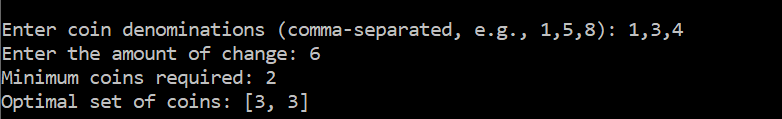 Enter coin denominations (comma-separated, e.g., 1,5,8): 1,3,4
Enter the amount of change: 6
Minimum coins required: 2
Optimal set of coins: [3, 3]